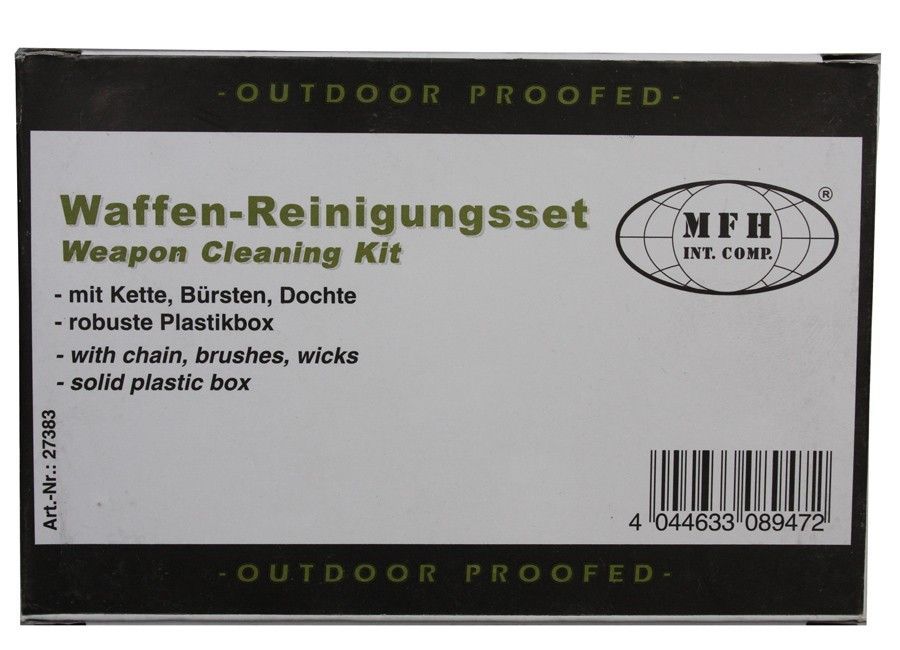 -OUTDOOR PROOFED-
Waffen-Reinigungsset
Weapon Cleaning Kit
- mit Kette, Bürsten, Dochte
- robuste Plastikbox
- with chain, brushes, wicks
- solid plastic box
MFH
INT. COMP.
®
Art.-Nr.: 27383
4 044633 089472
-OUTDOOR PROOFED-